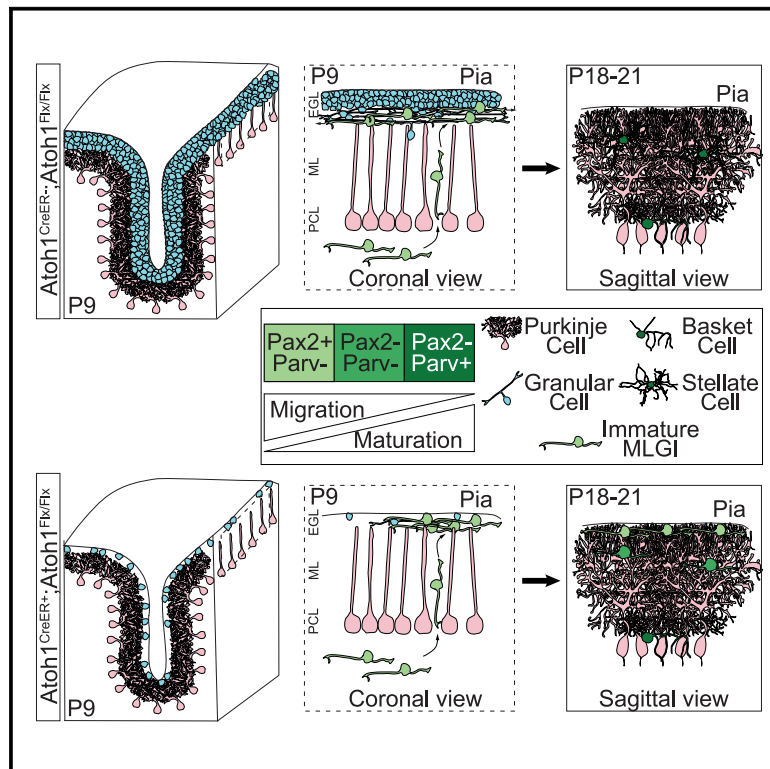 Atoh1CreER-;Atoh1Flx/Flx
P9
P9
Pia
EGL
ML
PCL
Coronal view
P18-21
Pia
Sagittal view
Pax2+
Parv-
Pax2-
Parv-
Pax2-
Parv+
Migration
Maturation
Purkinje
Cell
Basket
Cell
Granular
Cell
Stellate
Cell
Immature
MLGI
Atoh1CreER+;Atoh1Flx/Flx
P9
P9
Pia
EGL
ML
PCL
Coronal view
P18-21
Pia
Sagittal view